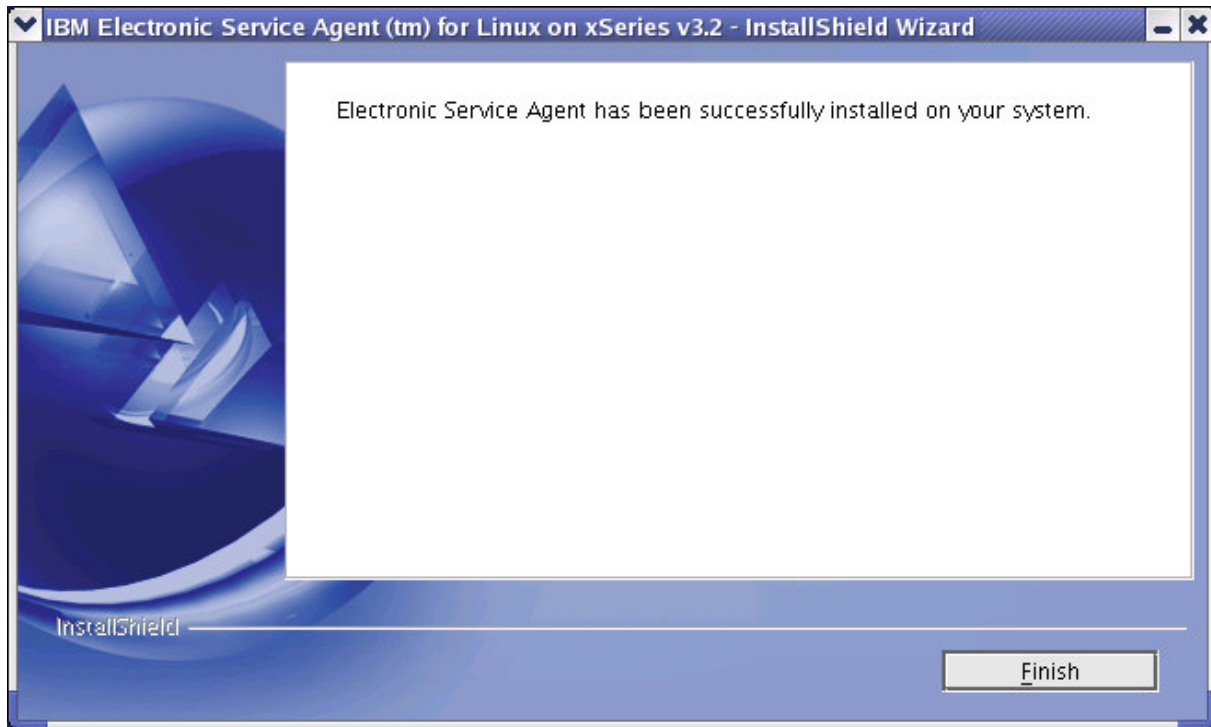 IBM Electronic Service Agent (tm) for Linux on xSeries v3.2 - InstallShield Wizard
Electronic Service Agent has been successfully installed on your system.
InstallShield
Finish